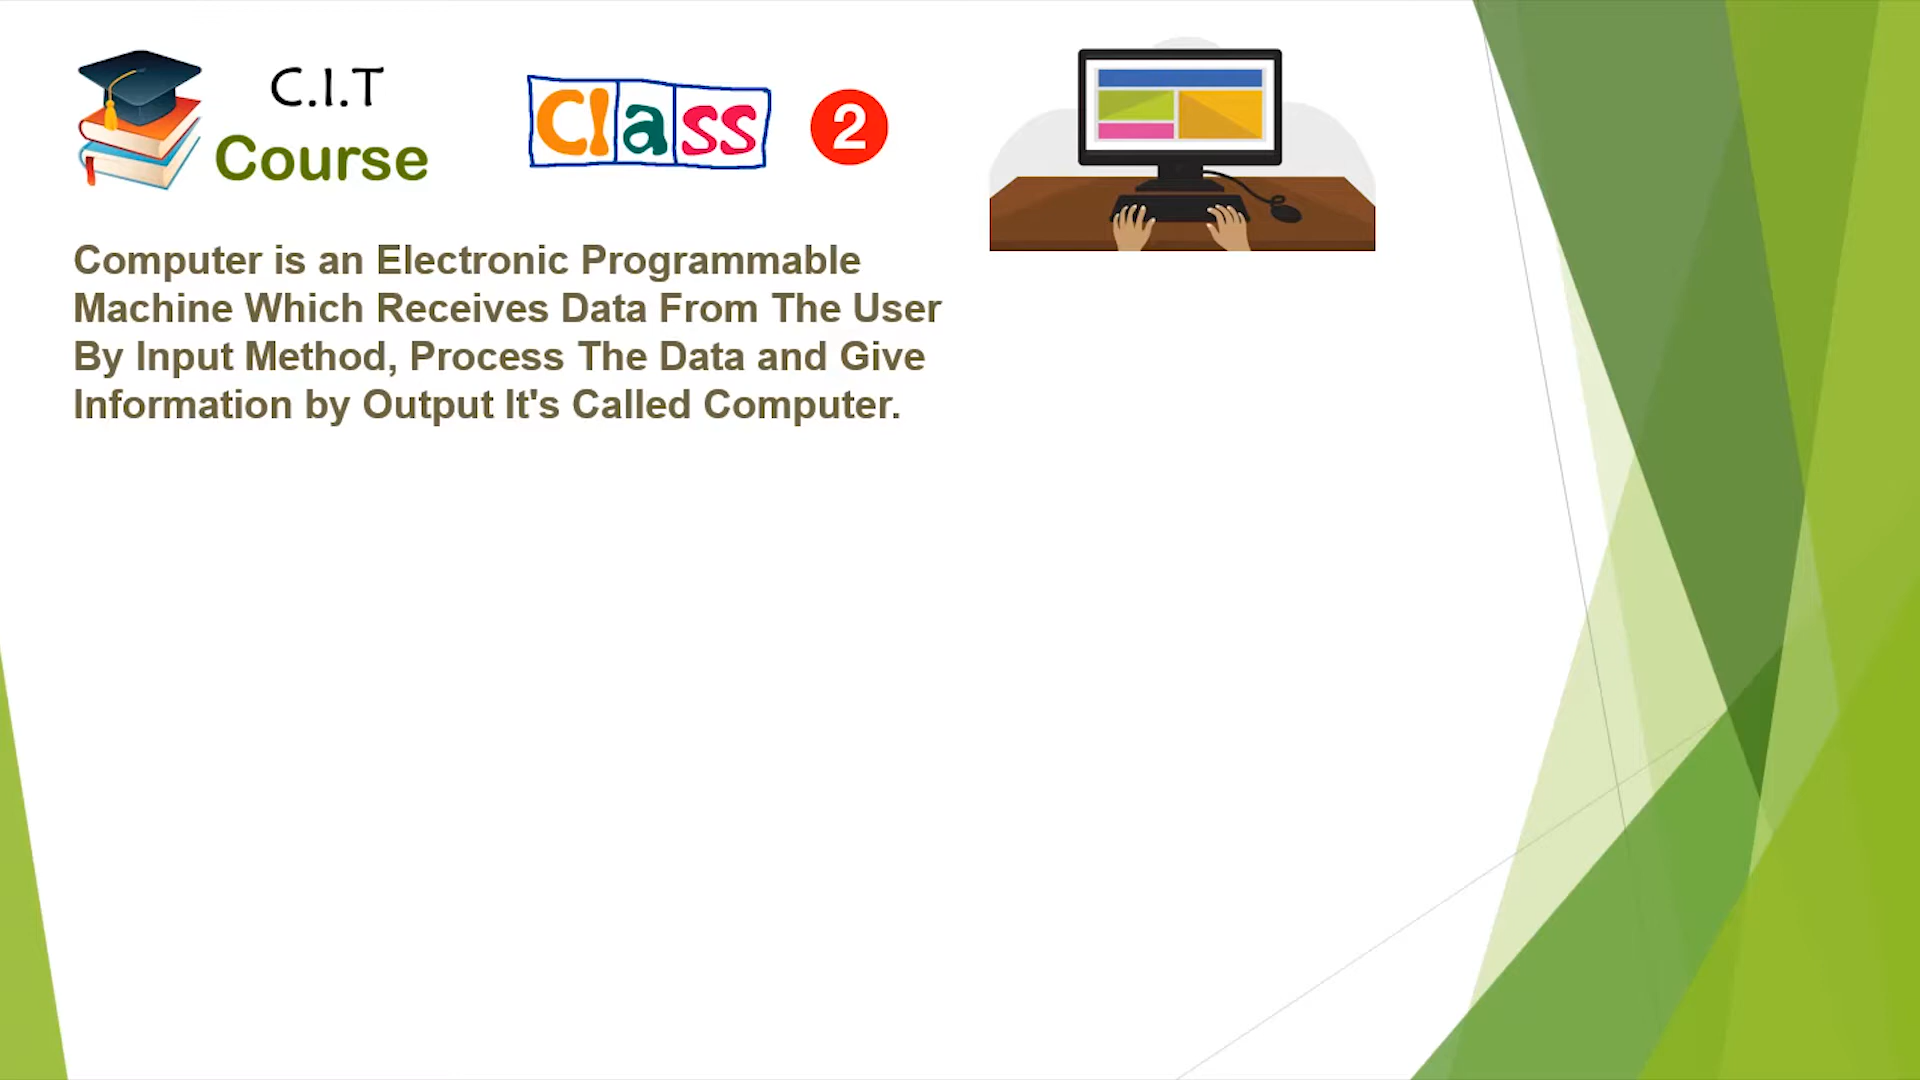 C.I.T
Course
Class 2
Computer is an Electronic Programmable
Machine Which Receives Data From The User
By Input Method, Process The Data and Give
Information by Output It's Called Computer.